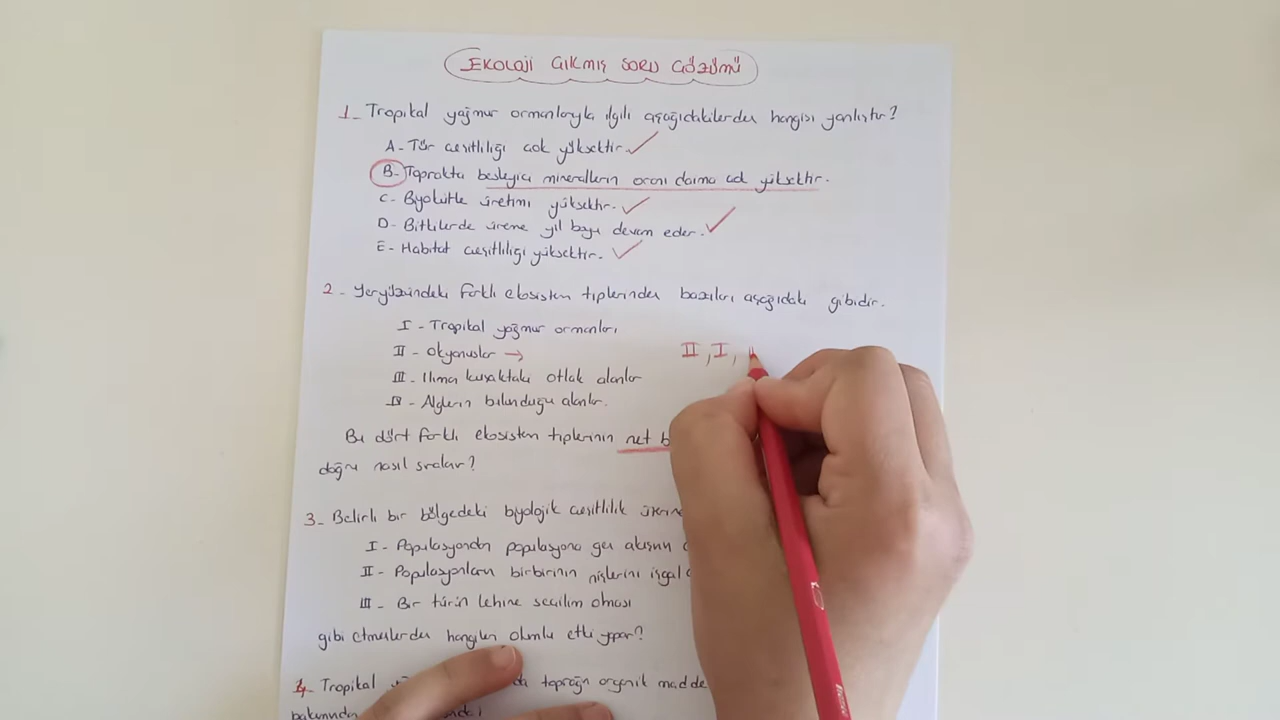 EKOLOJİ ÇIKMIŞ SORU ÇÖZÜMÜ
1- Tropikal yağmur ormanlarıyla ilgili aşağıdakilerden hangisi yanlıştır?
A- Tür çeşitliliği çok yüksektir.
B- Toprakta besleyici minerallerin oranı daima çok yüksektir.
C- Biyokütle üretimi yüksektir.
D- Bitkilerde üreme yıl boyu devam eder.
E- Habitat çeşitliliği yüksektir.
2- Yeryüzündeki farklı ekosistem tiplerinden bazıları aşağıdaki gibidir.
I - Tropikal yağmur ormanları
II - Okyanuslar → II, I,
III - Ilıman kuşaktaki otlak alanlar
IV - Alglerin bulunduğu alanlar.
Bu dört farklı ekosistem tiplerinin net
doğru nasıl sıralar?
3- Belirli bir bölgedeki biyolojik çeşitlilik üzerine
I - Populasyondan populasyona gen akışının
II - Populasyonların birbirinin nişlerini işgal
III - Bir türün lehine seçilim olması
gibi etmenlerden hangileri olumlu etki yapar?
4- Tropikal toprağın organik madde
bakımından